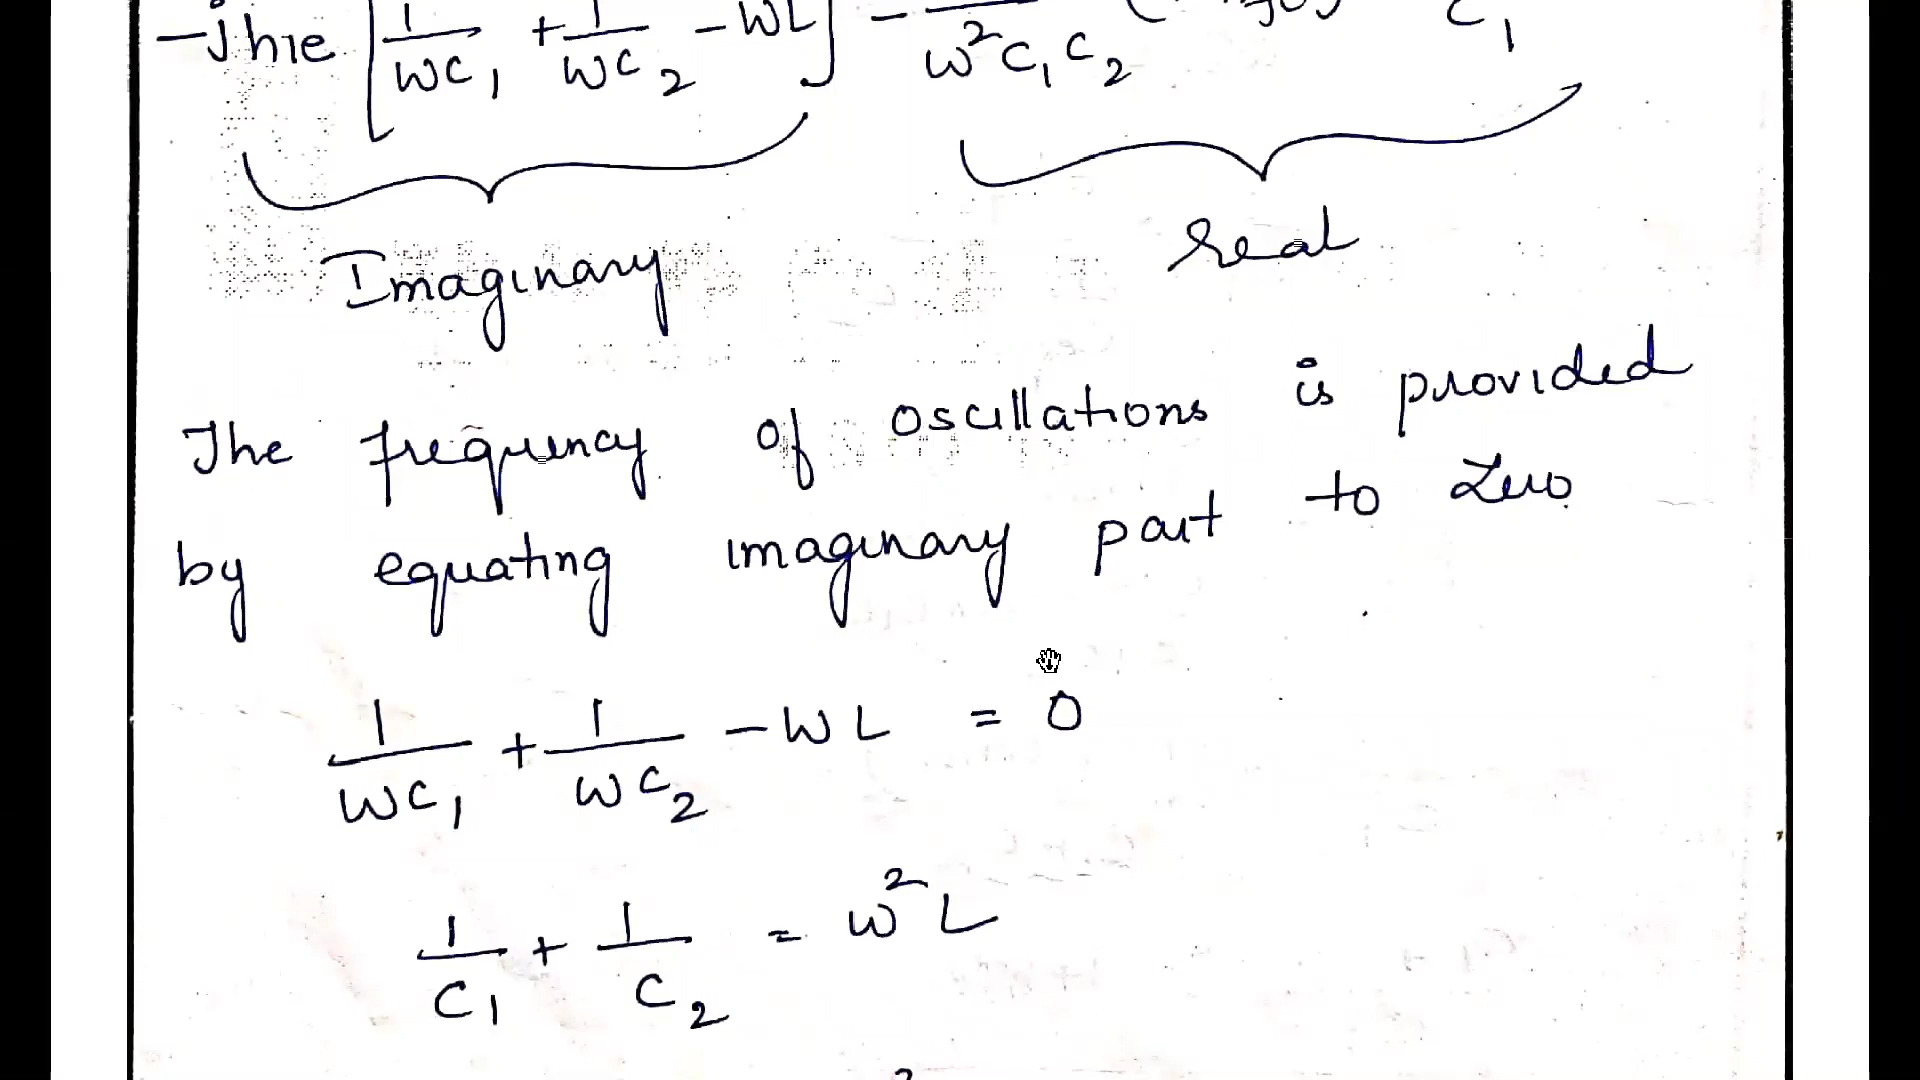 -jhie [1/ωC1 + 1/ωC2 - ωL] - /ω²C1C2 C1
Imaginary real
The frequency of oscillations is provided
by equating imaginary part to Zero
1/ωC1 + 1/ωC2 - ωL = 0
1/C1 + 1/C2 = ω²L